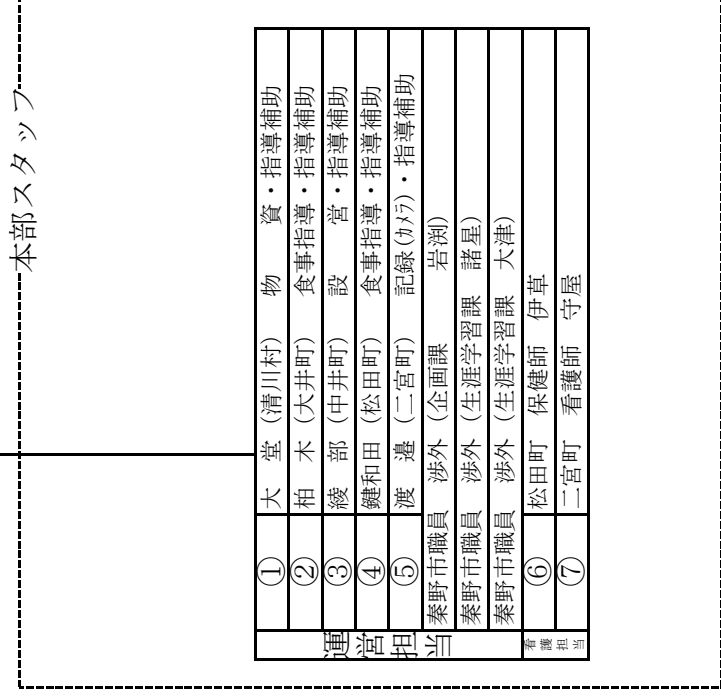 本部スタッフ
運営担当
① 大 堂 (清川村) 物 資・指導補助
② 柏 木 (大井町) 食事指導・指導補助
③ 綾 部 (中井町) 設 営・指導補助
④ 鍵和田 (松田町) 食事指導・指導補助
⑤ 渡 邉 (二宮町) 記録(カメラ)・指導補助
秦野市職員 渉外 (企画課 岩渕)
秦野市職員 渉外 (生涯学習課 諸星)
秦野市職員 渉外 (生涯学習課 大津)
看護担当
⑥ 松田町 保健師 伊草
⑦ 二宮町 看護師 守屋